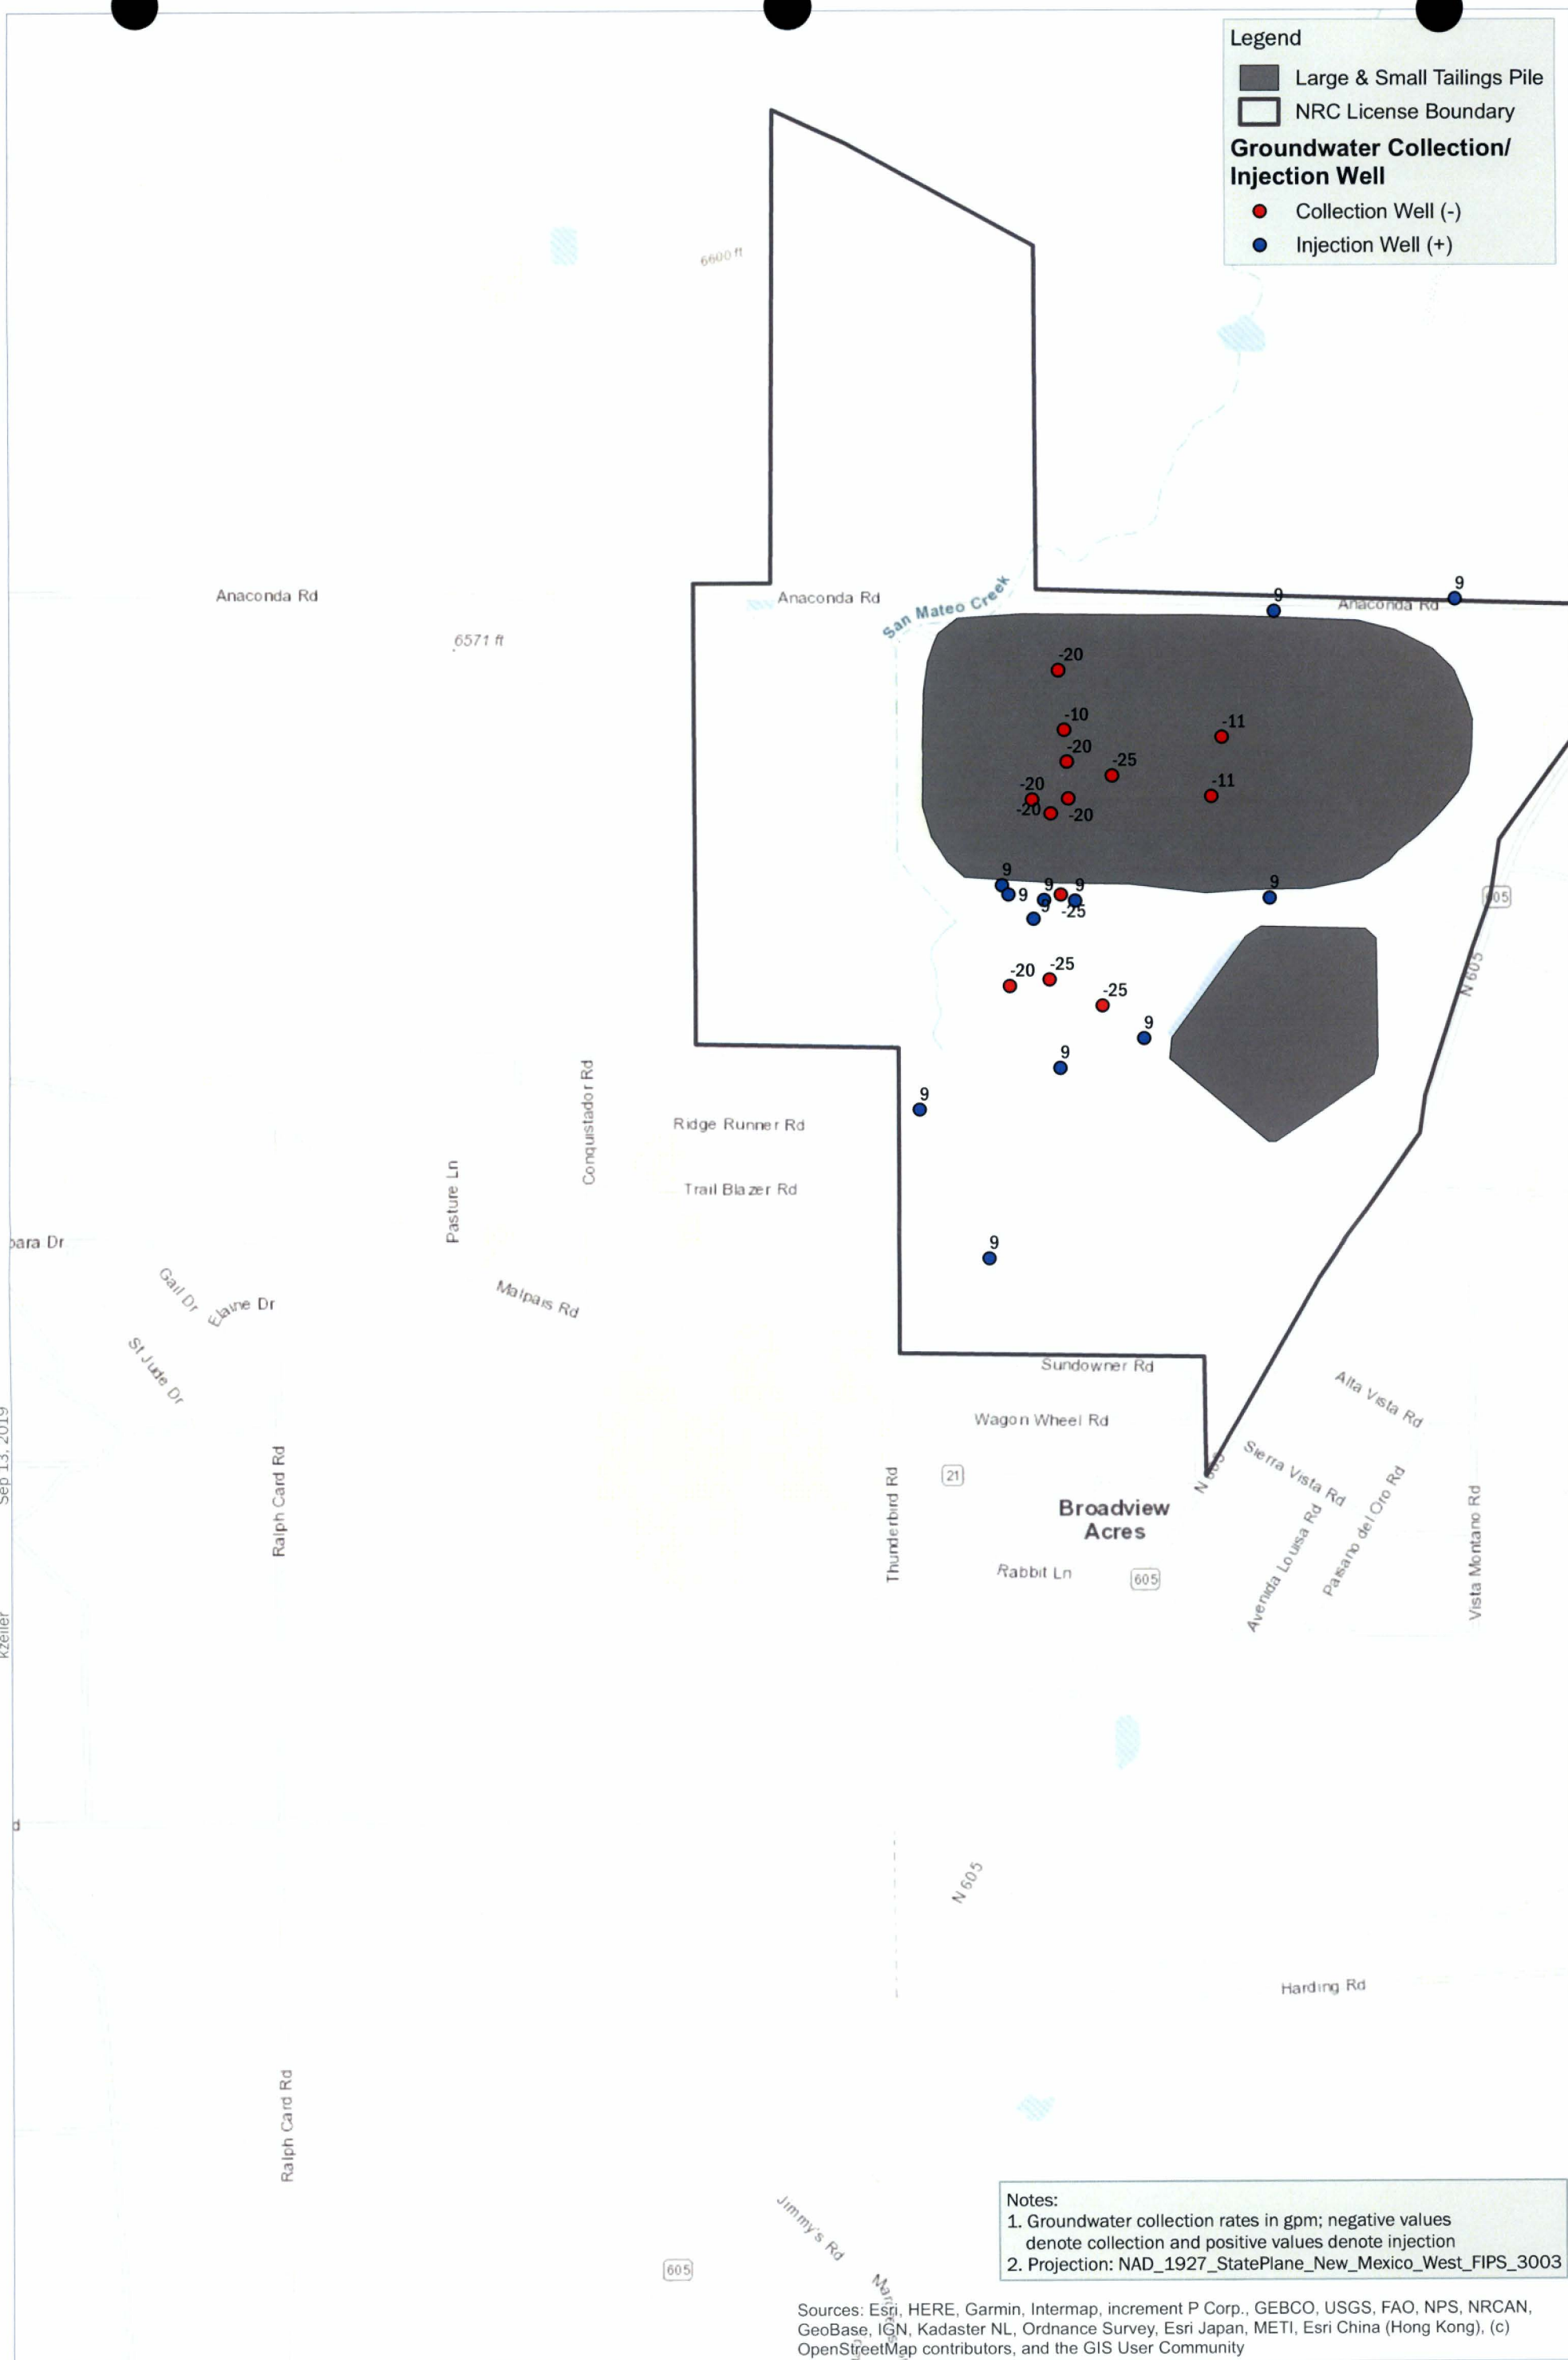 Legend
Large & Small Tailings Pile
NRC License Boundary
Groundwater Collection/
Injection Well
Collection Well (-)
Injection Well (+)
6600 ft
Anaconda Rd
Anaconda Rd
San Mateo Creek
9
9
Anaconda Rd
6571 ft
-20
-10
-11
-20
-25
-20
-11
-20
-20
9
9
9
9
9
9
-25
605
-20
-25
-25
N 605
9
9
9
Conquistador Rd
Ridge Runner Rd
Pasture Ln
Trail Blazer Rd
para Dr
9
Gail Dr
Elaine Dr
Malpais Rd
St Jude Dr
Sundowner Rd
Alta Vista Rd
Wagon Wheel Rd
Sep 13, 2019
Ralph Card Rd
Thunderbird Rd
21
N 605
Sierra Vista Rd
Broadview
Acres
Avenida Louisa Rd
Paisano del Oro Rd
Vista Montano Rd
Rabbit Ln
605
kzeiler
d
N 605
Harding Rd
Ralph Card Rd
Jimmy's Rd
605
Notes:
1. Groundwater collection rates in gpm; negative values
denote collection and positive values denote injection
2. Projection: NAD_1927_StatePlane_New_Mexico_West_FIPS_3003
Sources: Esri, HERE, Garmin, Intermap, increment P Corp., GEBCO, USGS, FAO, NPS, NRCAN,
GeoBase, IGN, Kadaster NL, Ordnance Survey, Esri Japan, METI, Esri China (Hong Kong), (c)
OpenStreetMap contributors, and the GIS User Community